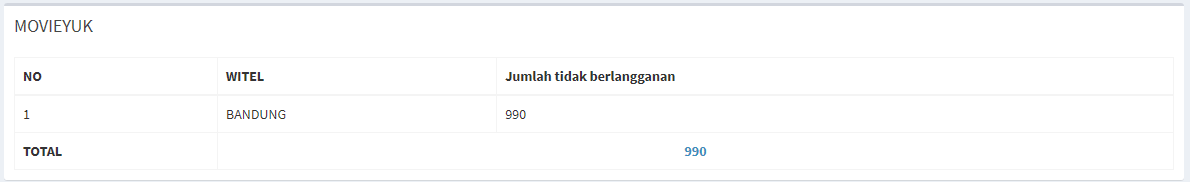 MOVIEYUK
NO WITEL Jumlah tidak berlangganan
1 BANDUNG 990
TOTAL 990